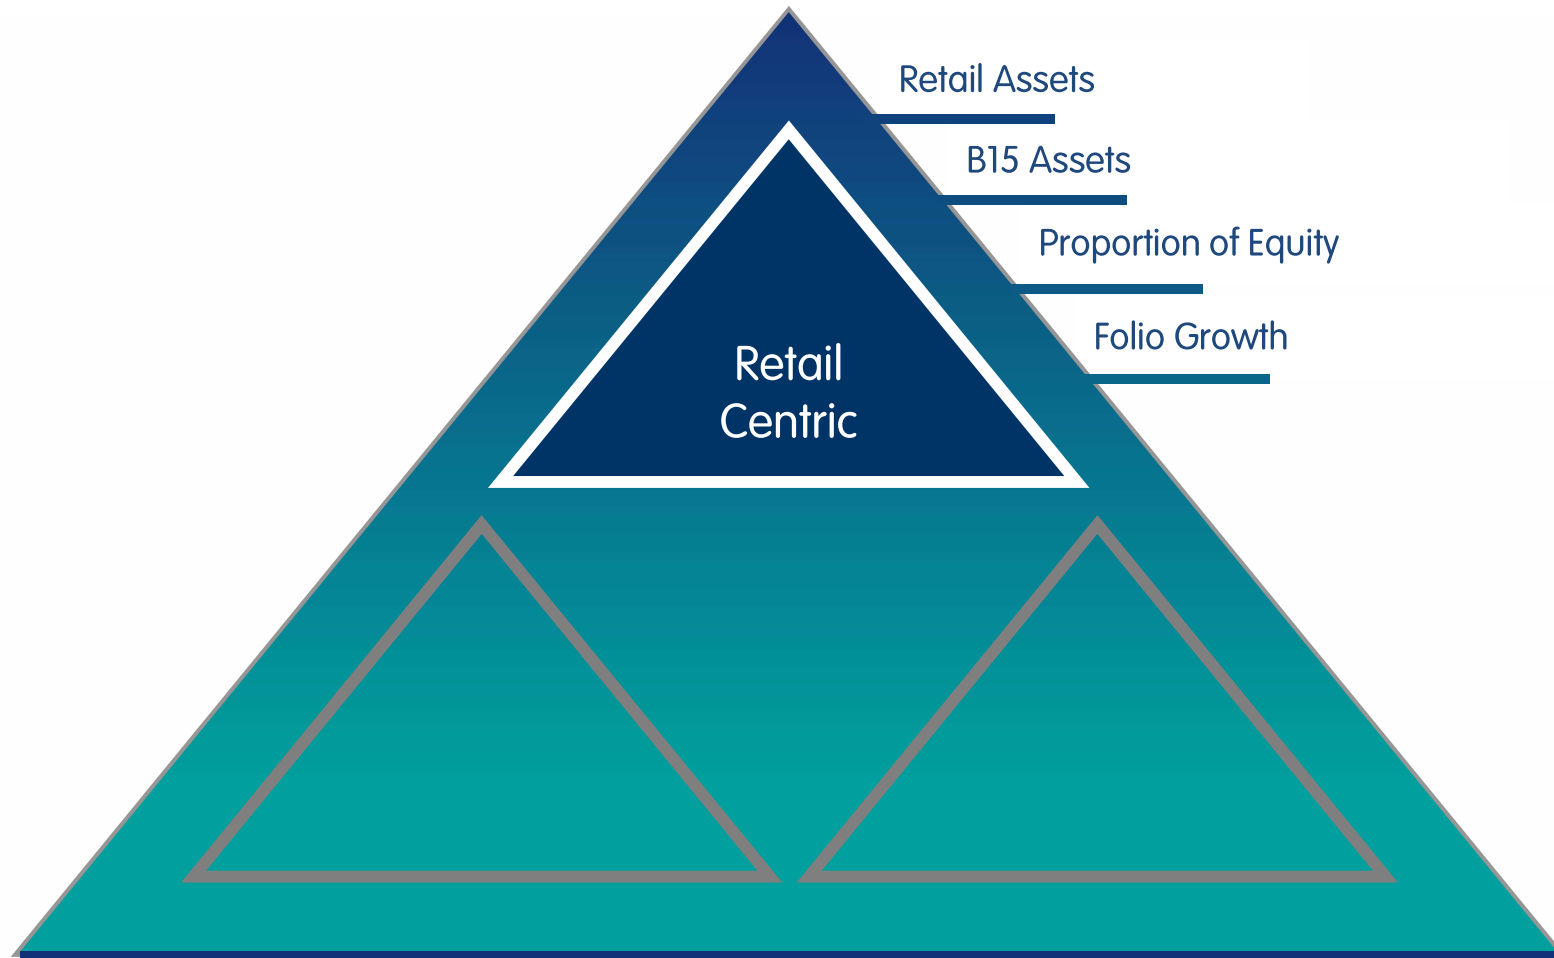 Retail Assets
B15 Assets
Proportion of Equity
Folio Growth
Retail
Centric